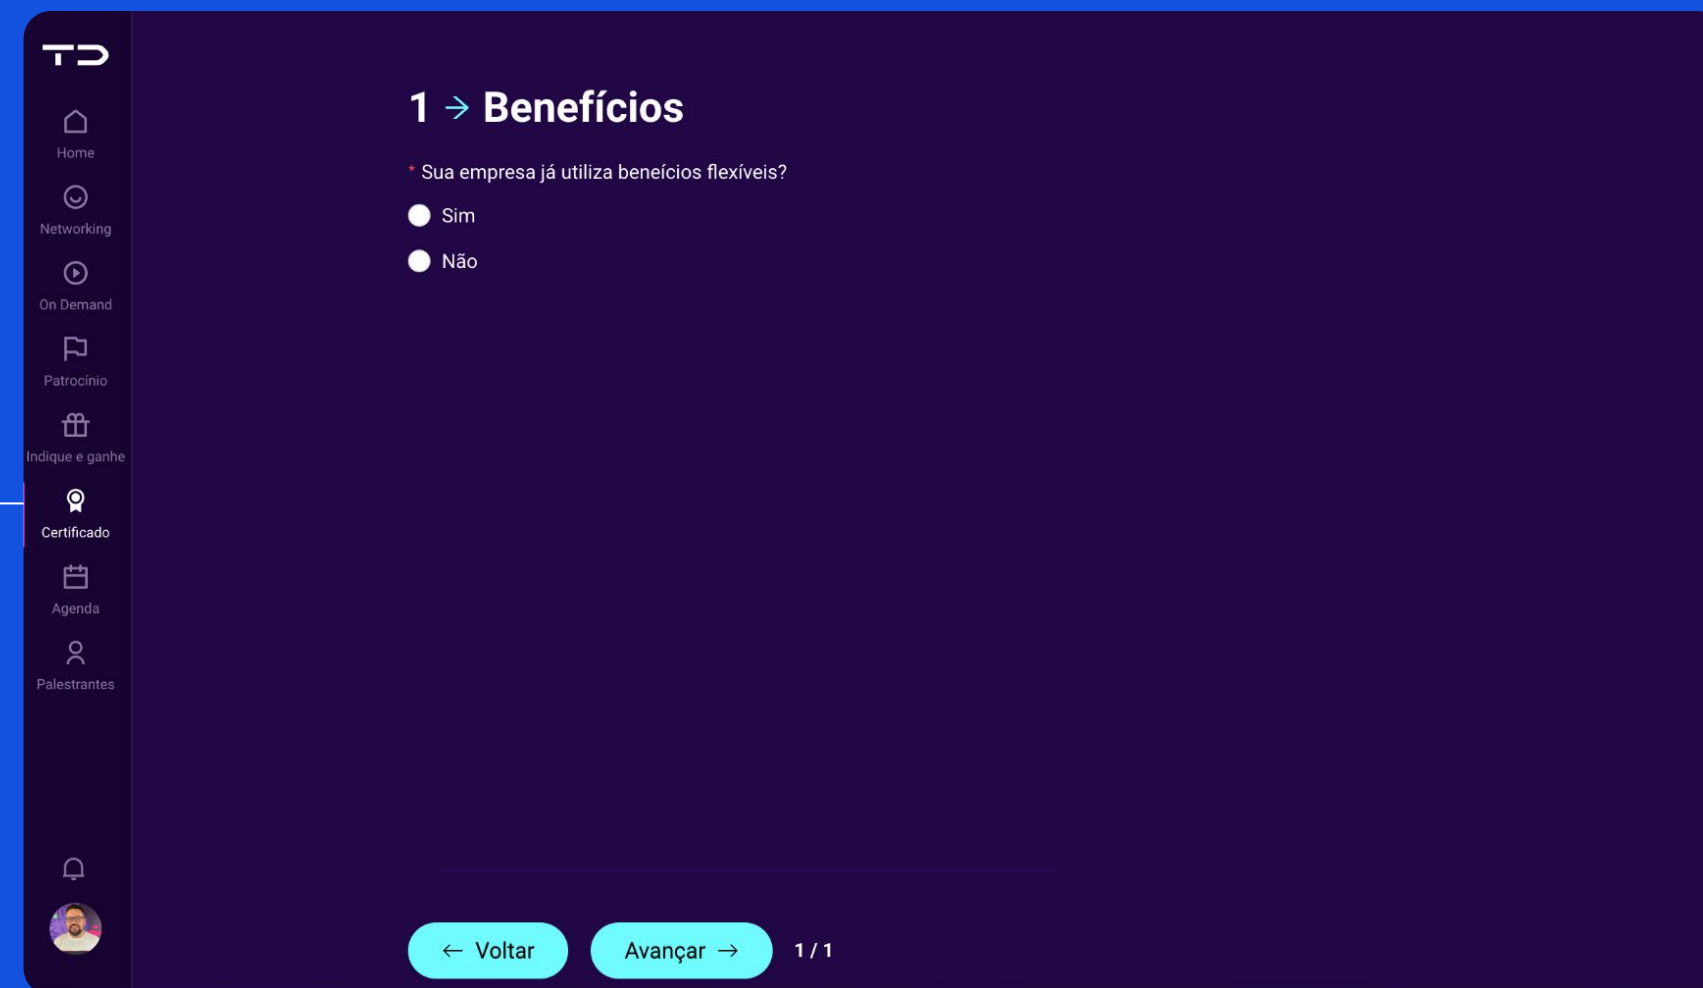 TD
Home
Networking
On Demand
Patrocínio
Indique e ganhe
Certificado
Agenda
Palestrantes
1 → Benefícios
* Sua empresa já utiliza beneícios flexíveis?
Sim
Não
← Voltar
Avançar →
1 / 1